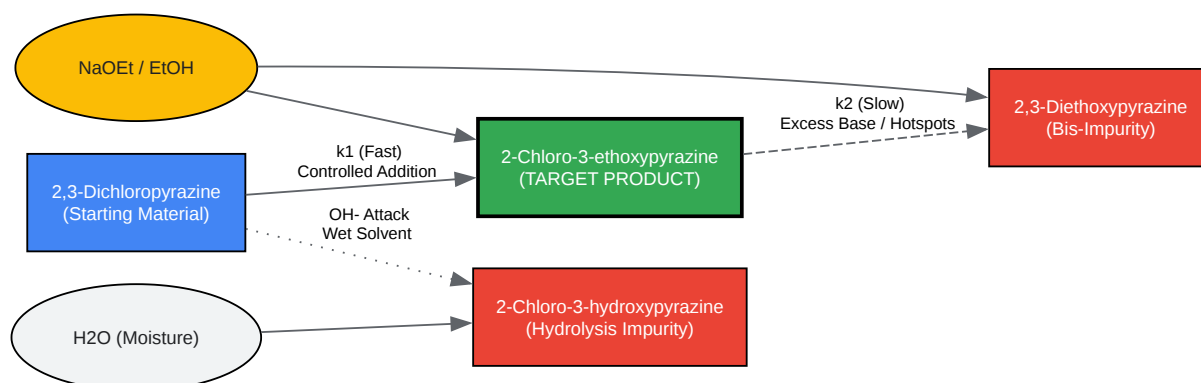 NaOEt / EtOH
2,3-Diethoxypyrazine
(Bis-Impurity)
k2 (Slow)
Excess Base / Hotspots
2-Chloro-3-ethoxypyrazine
(TARGET PRODUCT)
k1 (Fast)
Controlled Addition
2,3-Dichloropyrazine
(Starting Material)
OH- Attack
Wet Solvent
2-Chloro-3-hydroxypyrazine
(Hydrolysis Impurity)
H2O (Moisture)